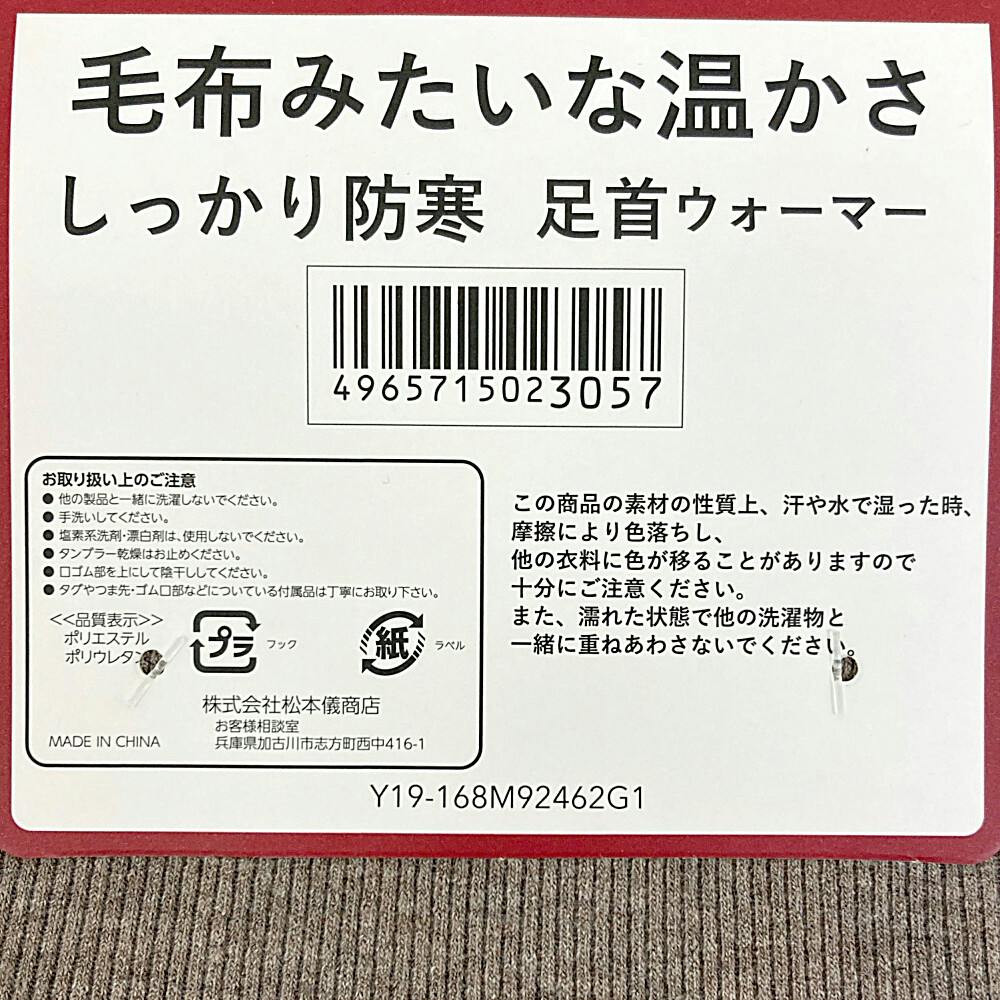 毛布みたいな温かさ
しっかり防寒 足首ウォーマー
4965715023057
お取り扱い上のご注意
● 他の製品と一緒に洗濯しないでください。
● 手洗いしてください。
● 塩素系洗剤・漂白剤は、使用しないでください。
● タンブラー乾燥はお止めください。
● 口ゴム部を上にして陰干ししてください。
● タグやつま先・ゴム口部などについている付属品は丁寧にお取り下さい。
<<品質表示>>
ポリエステル
ポリウレタン
プラ フック
紙 ラベル
株式会社松本儀商店
お客様相談室
MADE IN CHINA 兵庫県加古川市志方町西中416-1
この商品の素材の性質上、汗や水で湿った時、
摩擦により色落ちし、
他の衣料に色が移ることがありますので
十分にご注意ください。
また、濡れた状態で他の洗濯物と
一緒に重ねあわさないでください。
Y19-168M92462G1